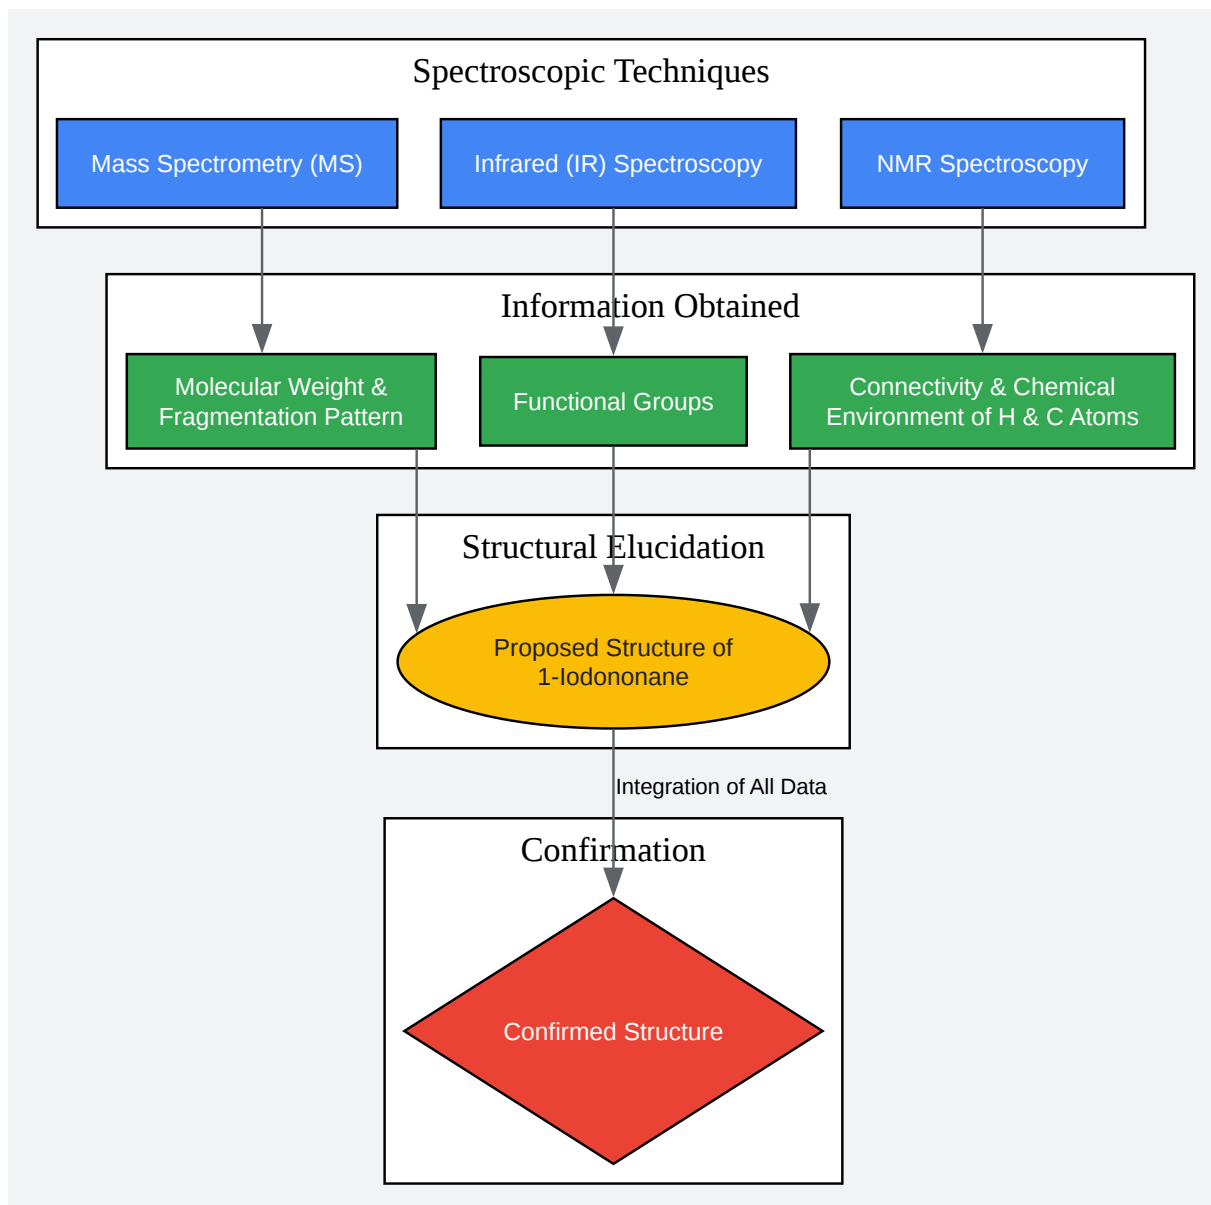 Spectroscopic Techniques
Mass Spectrometry (MS)
Infrared (IR) Spectroscopy
NMR Spectroscopy
Information Obtained
Molecular Weight &
Fragmentation Pattern
Functional Groups
Connectivity & Chemical
Environment of H & C Atoms
Structural Elucidation
Proposed Structure of
1-Iodononane
Integration of All Data
Confirmation
Confirmed Structure